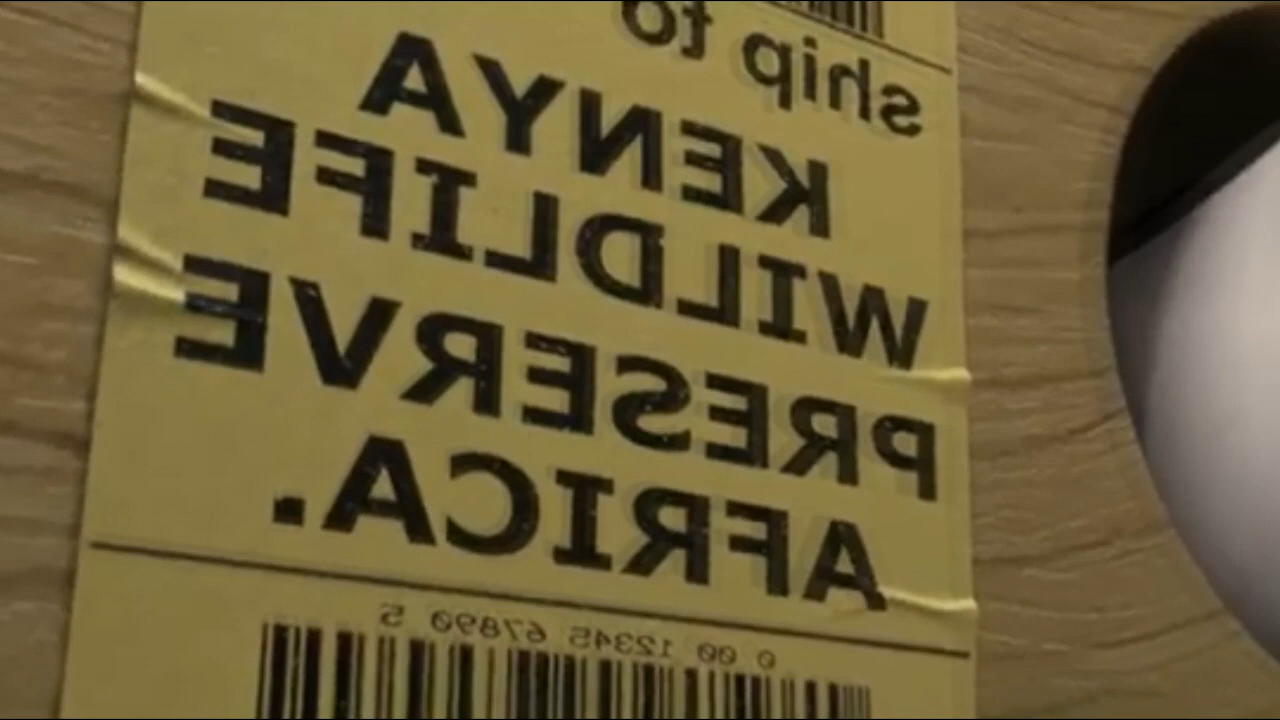 ship to
KENYA
WILDLIFE
PRESERVE
AFRICA.
0 00 12345 67890 5